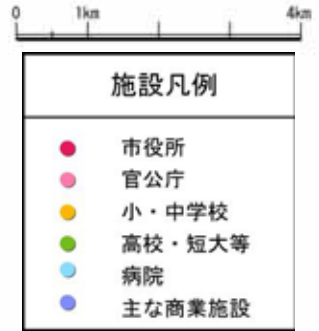 0 1km 4km
施設凡例
市役所
官公庁
小・中学校
高校・短大等
病院
主な商業施設